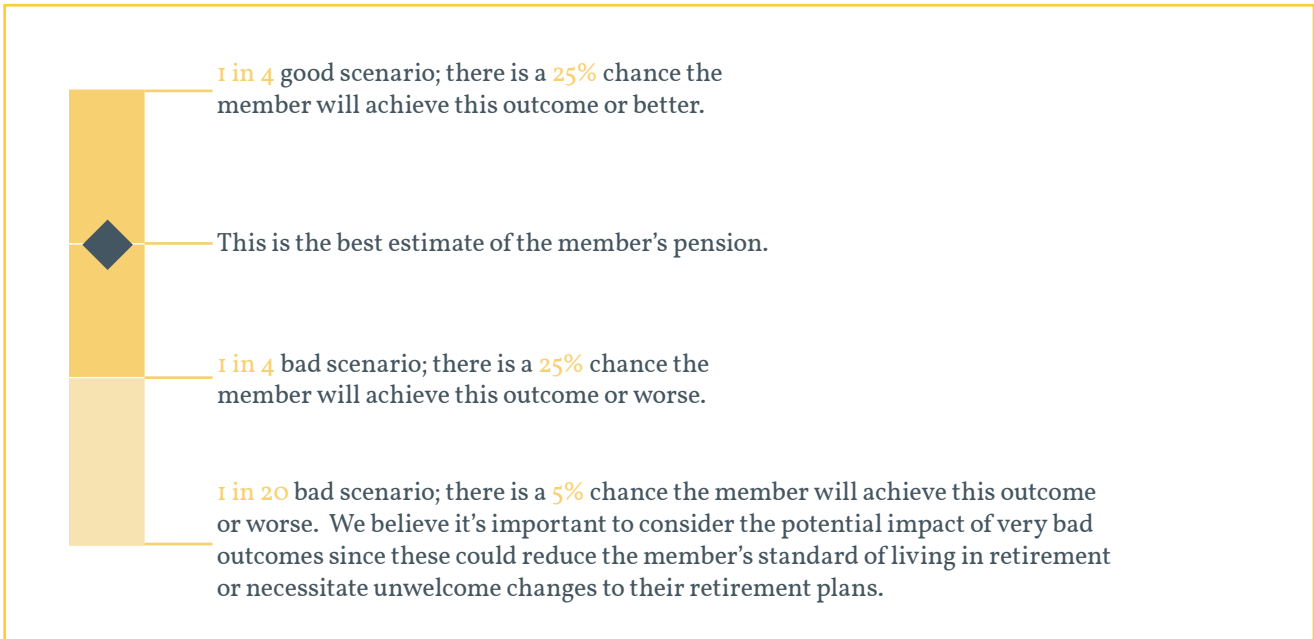 1 in 4 good scenario; there is a 25% chance the
member will achieve this outcome or better.
This is the best estimate of the member’s pension.
1 in 4 bad scenario; there is a 25% chance the
member will achieve this outcome or worse.
1 in 20 bad scenario; there is a 5% chance the member will achieve this outcome
or worse.  We believe it’s important to consider the potential impact of very bad
outcomes since these could reduce the member’s standard of living in retirement
or necessitate unwelcome changes to their retirement plans.